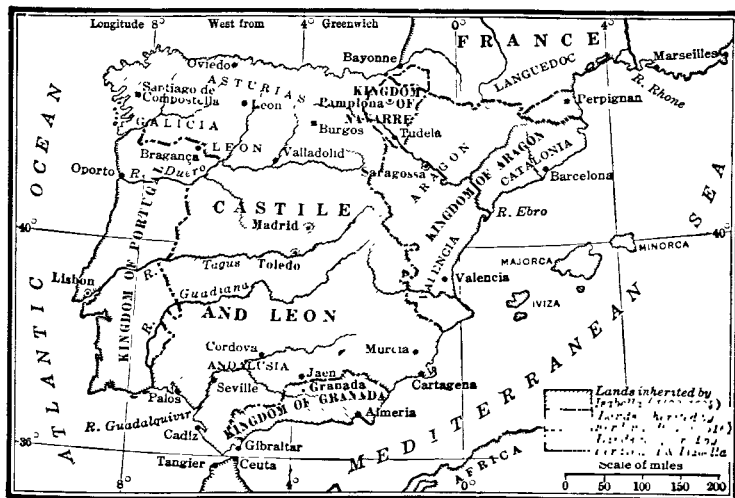 Longitude 8° West from 4° Greenwich 0° 4°
FRANCE
Bayonne
LANGUEDOC
Marseilles
R. Rhone
Oviedo
ASTURIAS
Santiago de
Compostella
Leon
KINGDOM
Pamplona OF
NAVARRE
Perpignan
GALICIA
Burgos
Tudela
LEON
Bragança
Valladolid
Oporto
R. Duero
Saragossa
ARAGON
KINGDOM OF ARAGON
CATALONIA
Barcelona
R. Ebro
CASTILE
Madrid
40°
40°
KINGDOM OF PORTUGAL
MINORCA
MAJORCA
IVIZA
Lisbon
R. Tagus
Toledo
VALENCIA
Valencia
R. Guadiana
AND LEON
Cordova
Murcia
ANDALUSIA
Jaen
Cartagena
Seville
Granada
KINGDOM OF GRANADA
Palos
Almeria
R. Guadalquivir
Cadiz
Gibraltar
36°
Tangier
Ceuta
ATLANTIC OCEAN
MEDITERRANEAN SEA
AFRICA
8° 4° 0°
Lands inherited by
Scale of miles
0 50 100 150 200